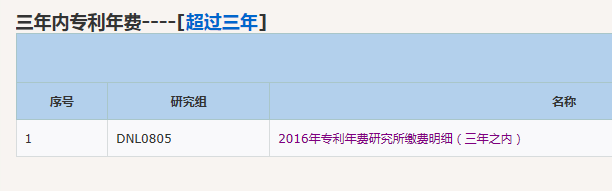 三年内专利年费----[超过三年]
序号 研究组 名称
1 DNL0805 2016年专利年费研究所缴费明细（三年之内）